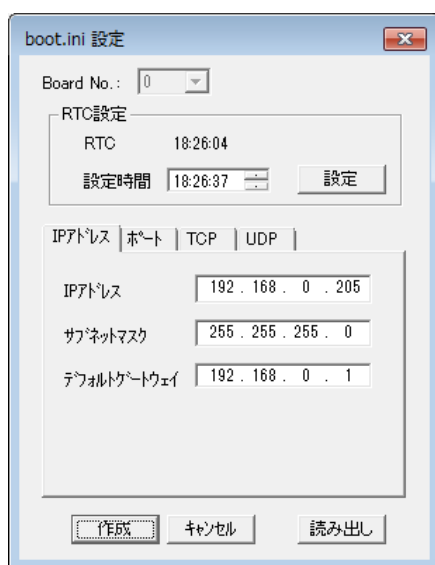 boot.ini 設定
Board No.: 0
RTC設定
RTC 18:26:04
設定時間 18:26:37 設定
IPｱﾄﾞﾚｽ ﾎﾟｰﾄ TCP UDP
IPｱﾄﾞﾚｽ 192 . 168 . 0 . 205
ｻﾌﾞﾈｯﾄﾏｽｸ 255 . 255 . 255 . 0
ﾃﾞﾌｫﾙﾄｹﾞｰﾄｳｪｲ 192 . 168 . 0 . 1
作成 ｷｬﾝｾﾙ 読み出し